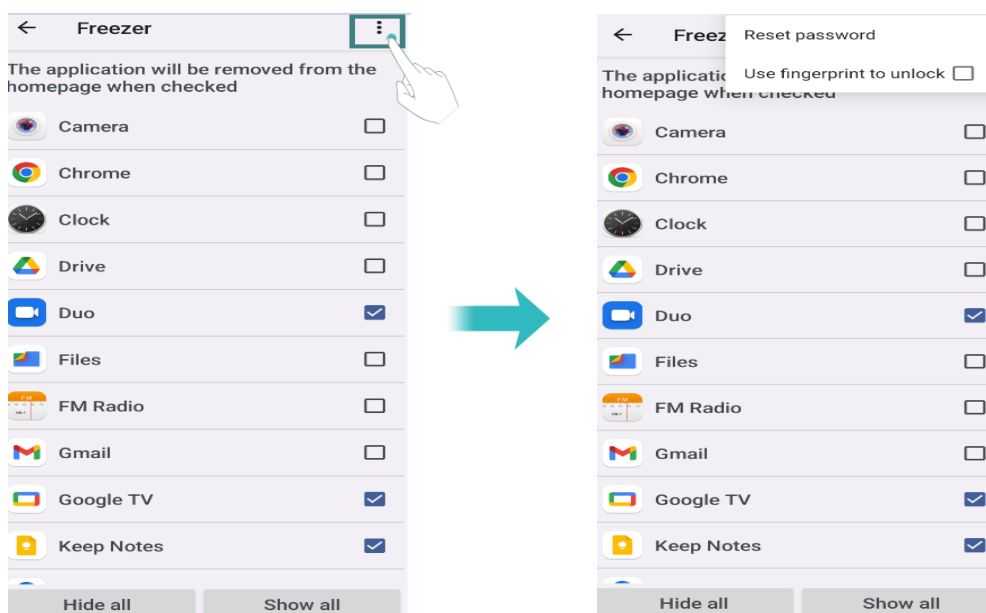 Freezer
The application will be removed from the
homepage when checked
Camera
Chrome
Clock
Drive
Duo
Files
FM Radio
Gmail
Google TV
Keep Notes
Hide all
Show all
Freez
Reset password
The applicatio
Use fingerprint to unlock
homepage when checked
Camera
Chrome
Clock
Drive
Duo
Files
FM Radio
Gmail
Google TV
Keep Notes
Hide all
Show all